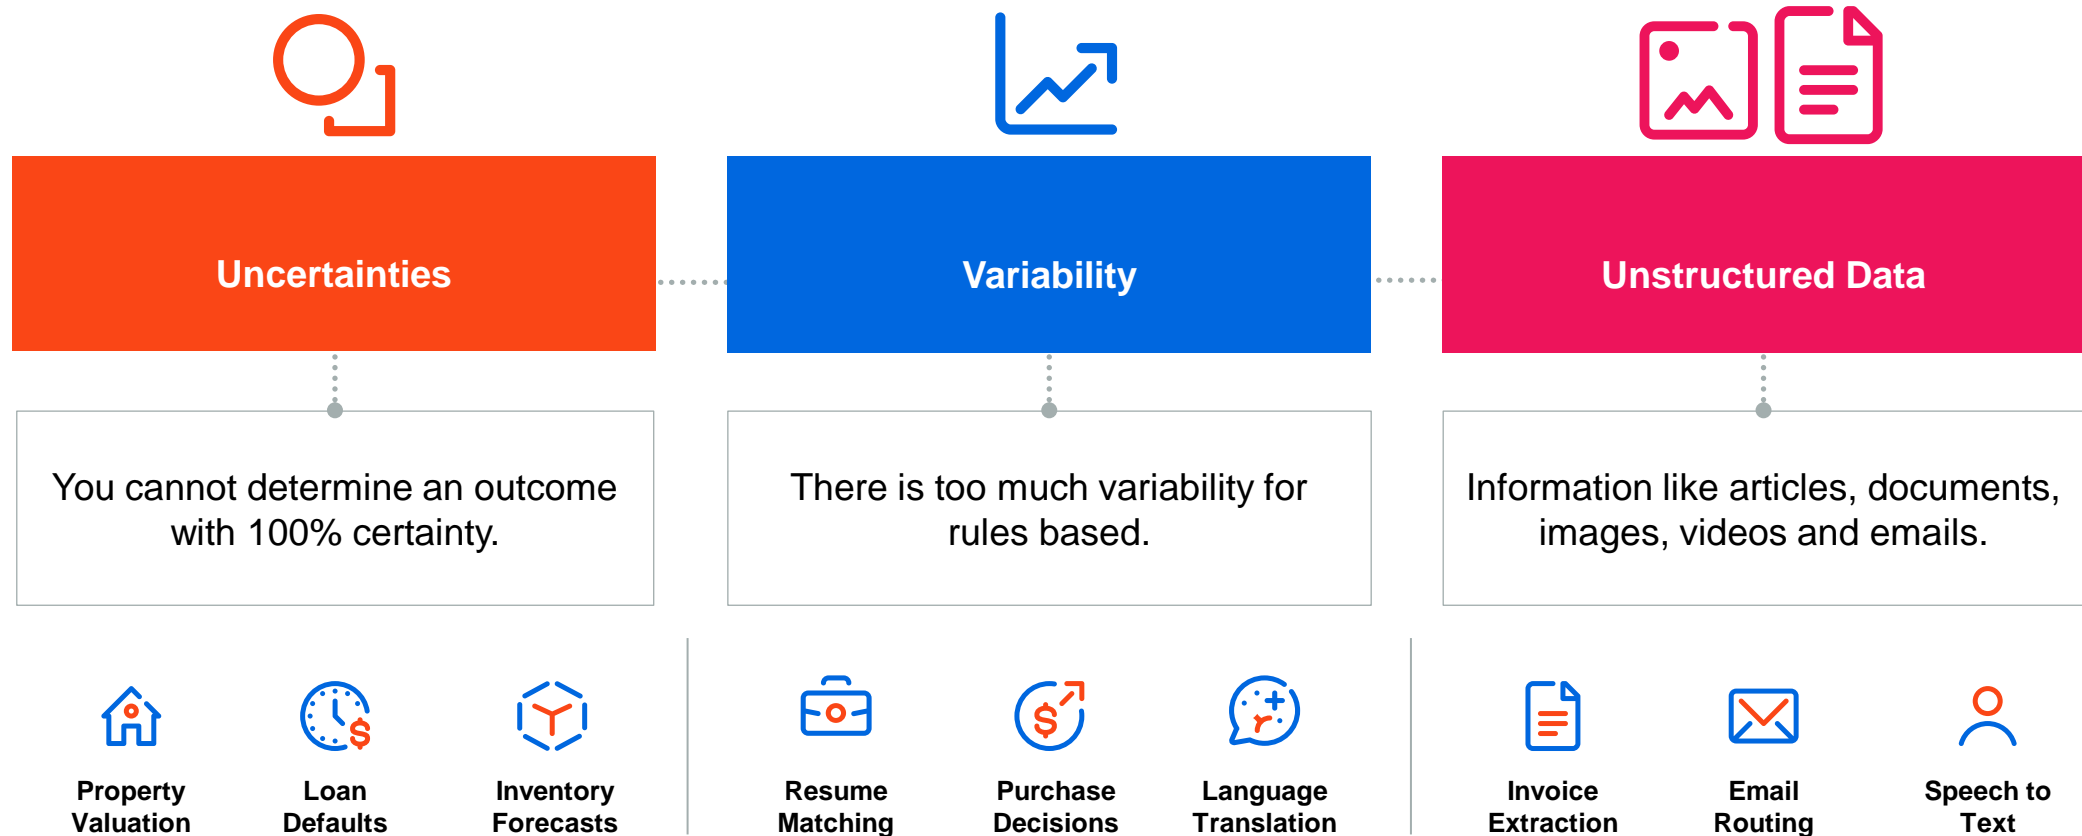 Uncertainties
Variability
Unstructured Data
You cannot determine an outcome
with 100% certainty.
There is too much variability for
rules based.
Information like articles, documents,
images, videos and emails.
Property
Valuation
Loan
Defaults
Inventory
Forecasts
Resume
Matching
Purchase
Decisions
Language
Translation
Invoice
Extraction
Email
Routing
Speech to
Text